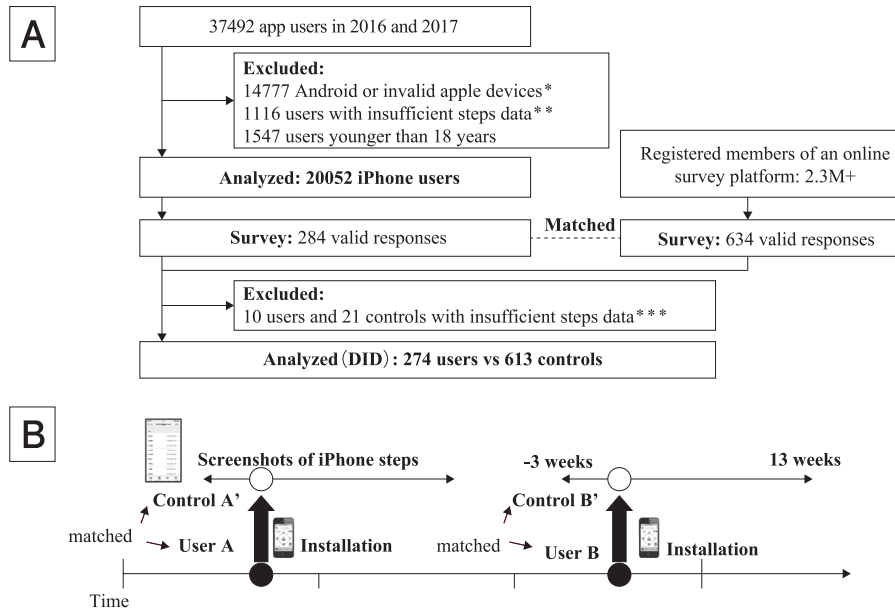 A
37492 app users in 2016 and 2017
Excluded:
14777 Android or invalid apple devices*
1116 users with insufficient steps data**
1547 users younger than 18 years
Analyzed: 20052 iPhone users
Registered members of an online
survey platform: 2.3M+
Survey: 284 valid responses
Matched
Survey: 634 valid responses
Excluded:
10 users and 21 controls with insufficient steps data***
Analyzed(DID): 274 users vs 613 controls
B
Screenshots of iPhone steps
-3 weeks
13 weeks
Control A’
Control B’
matched
User A
Installation
matched
User B
Installation
Time